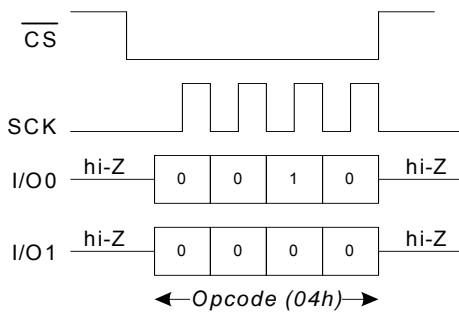 CS
SCK
hi-Z 0 0 1 0 hi-Z
I/O0
hi-Z 0 0 0 0 hi-Z
I/O1
Opcode (04h)